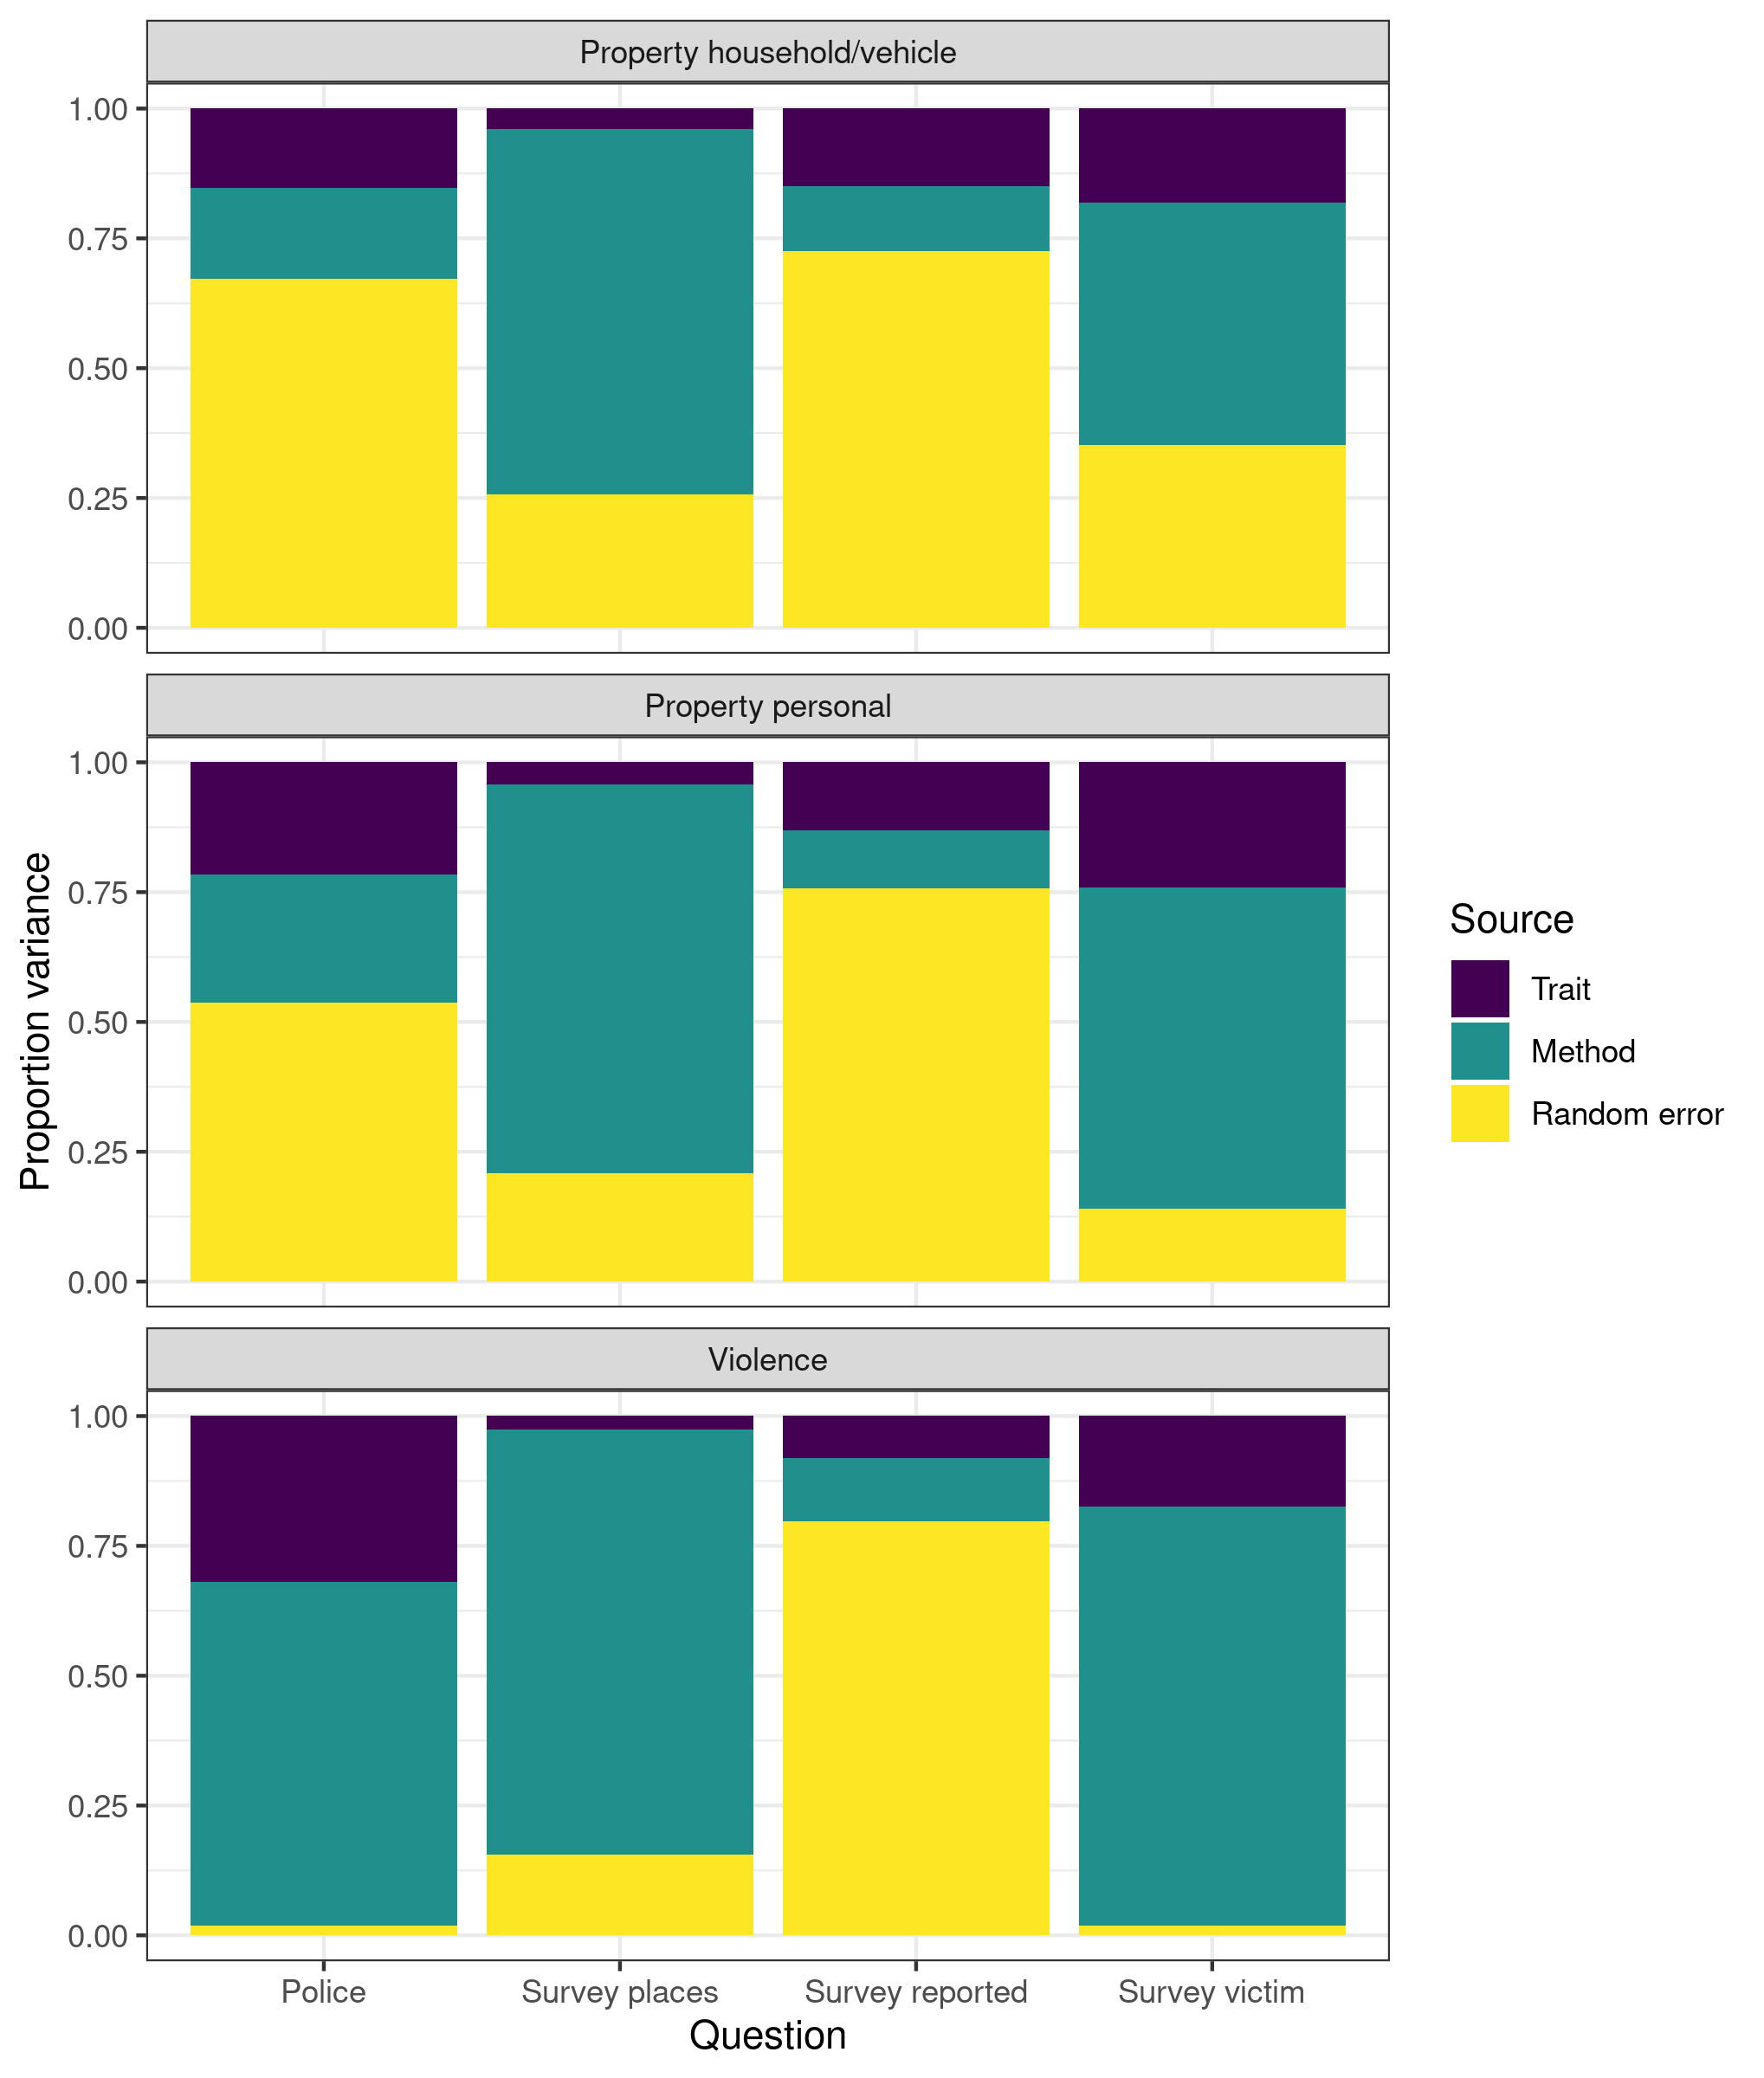 Property household/vehicle
1.00
0.75
0.50
0.25
0.00
Property personal
1.00
0.75
0.50
0.25
0.00
Violence
1.00
0.75
0.50
0.25
0.00
Police
Survey places
Survey reported
Survey victim
Question
Proportion variance
Source
Trait
Method
Random error